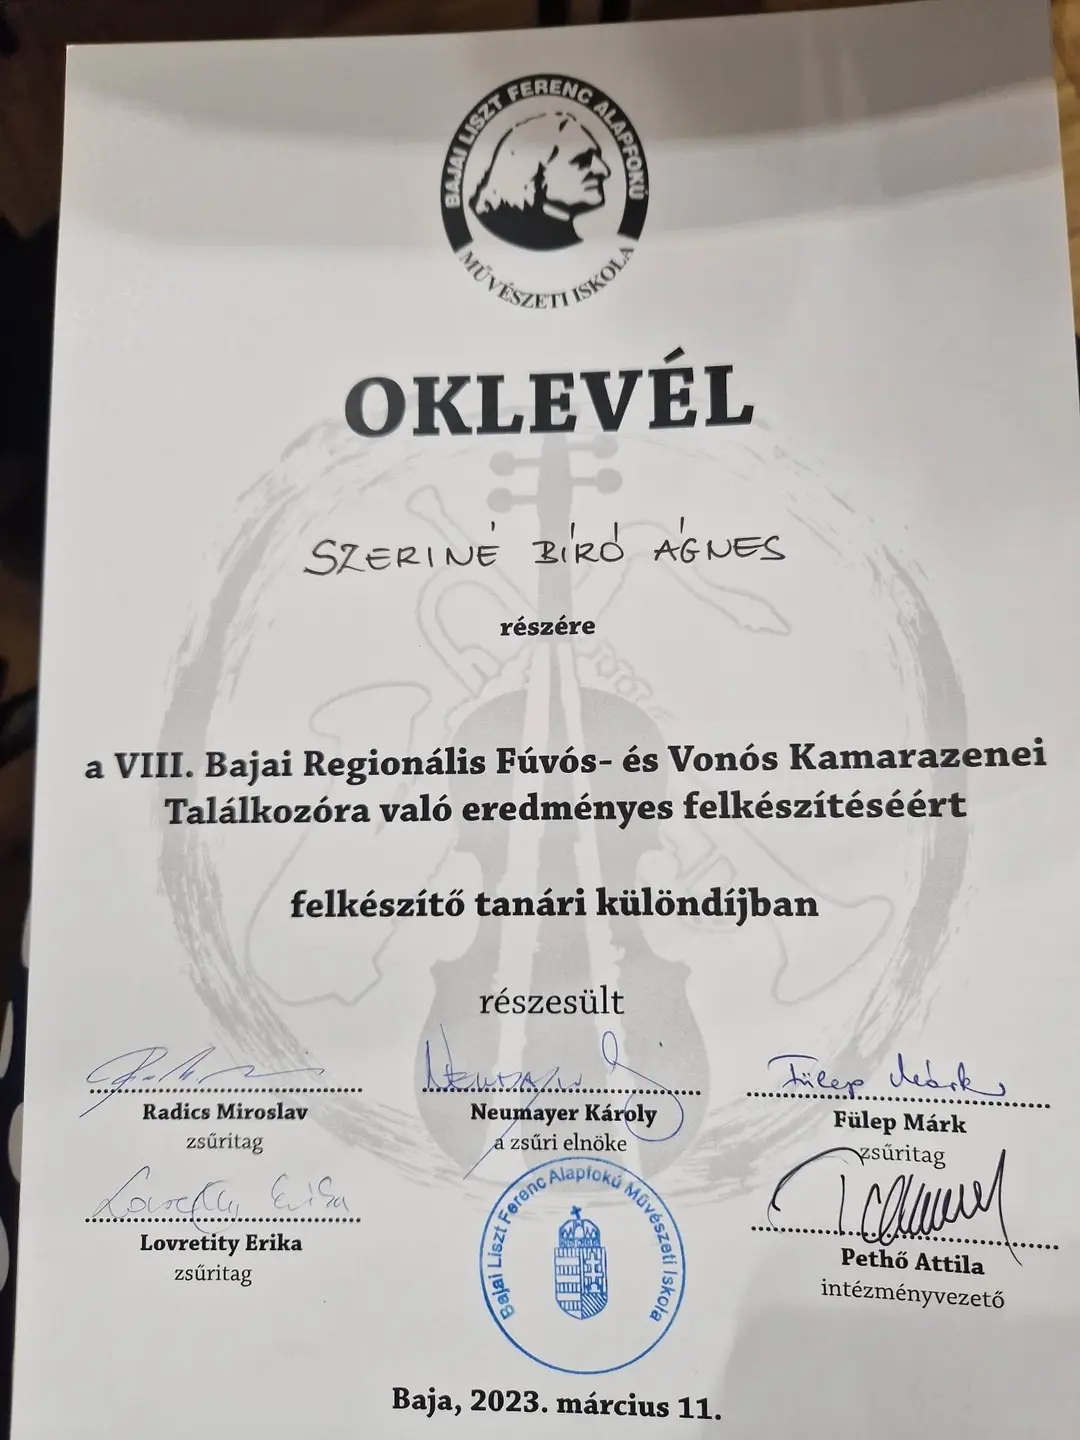 BAJAI LISZT FERENC ALAPFOKÚ
MŰVÉSZETI ISKOLA
OKLEVÉL
SZERINÉ BÍRÓ ÁGNES
részére
a VIII. Bajai Regionális Fúvós- és Vonós Kamarazenei
Találkozóra való eredményes felkészítéséért
felkészítő tanári különdíjban
részesült
Radics Miroslav
zsűritag
Neumayer Károly
a zsűri elnöke
Fülep Márk
Fülep Márk
zsűritag
Lovretity Erika
Lovretity Erika
zsűritag
Bajai Liszt Ferenc Alapfokú Művészeti Iskola
Pethő Attila
intézményvezető
Baja, 2023. március 11.